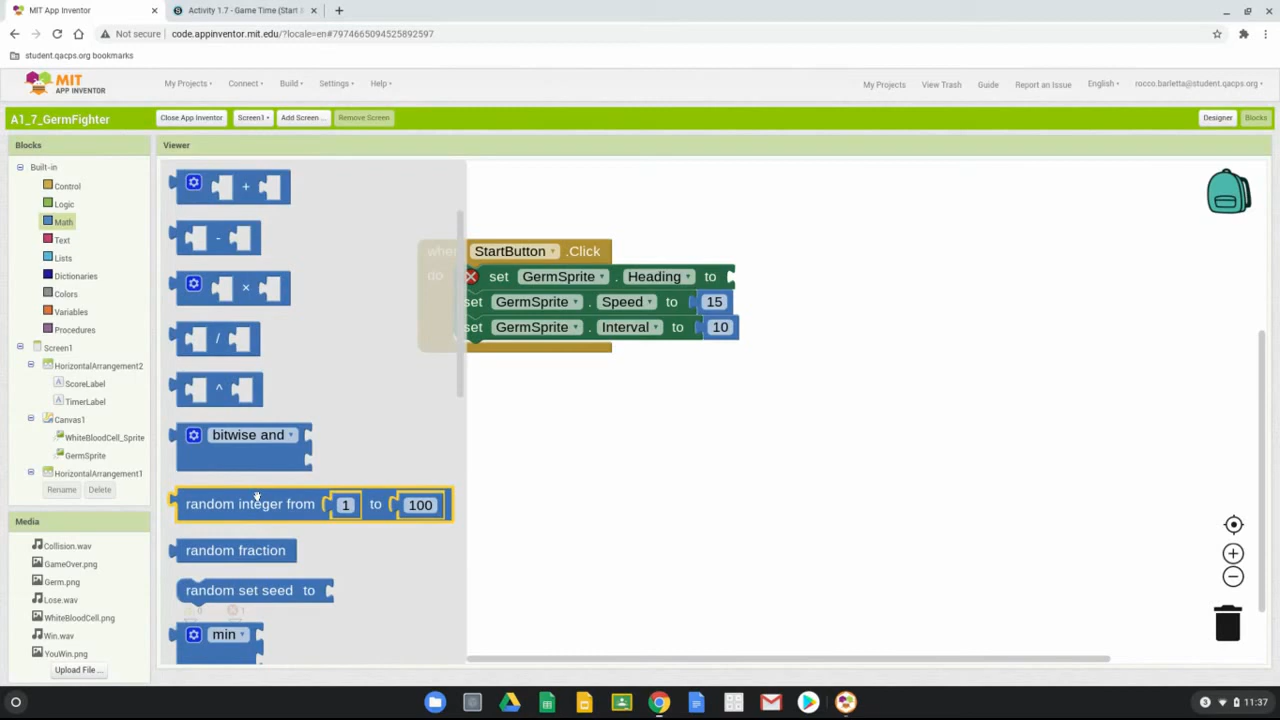 MIT App Inventor
Activity 1.7 - Game Time (Start
Not secure
code.appinventor.mit.edu/?locale=en#7974665094525892597
student.qacps.org bookmarks
MIT
APP INVENTOR
My Projects
Connect
Build
Settings
Help
My Projects
View Trash
Guide
Report an Issue
English
rocco.barletta@student.qacps.org
A1_7_GermFighter
Close App Inventor
Screen1
Add Screen ...
Remove Screen
Designer
Blocks
Blocks
Viewer
Built-in
Control
Logic
Math
Text
Lists
Dictionaries
Colors
Variables
Procedures
Screen1
HorizontalArrangement2
ScoreLabel
TimerLabel
Canvas1
WhiteBloodCell_Sprite
GermSprite
HorizontalArrangement1
Rename
Delete
Media
Collision.wav
GameOver.png
Germ.png
Lose.wav
WhiteBloodCell.png
Win.wav
YouWin.png
Upload File ...
+
-
×
/
^
bitwise and
random integer from 1 to 100
random fraction
random set seed to
0 1
min
when StartButton .Click
do set GermSprite . Heading to
set GermSprite . Speed to 15
set GermSprite . Interval to 10
3
11:37